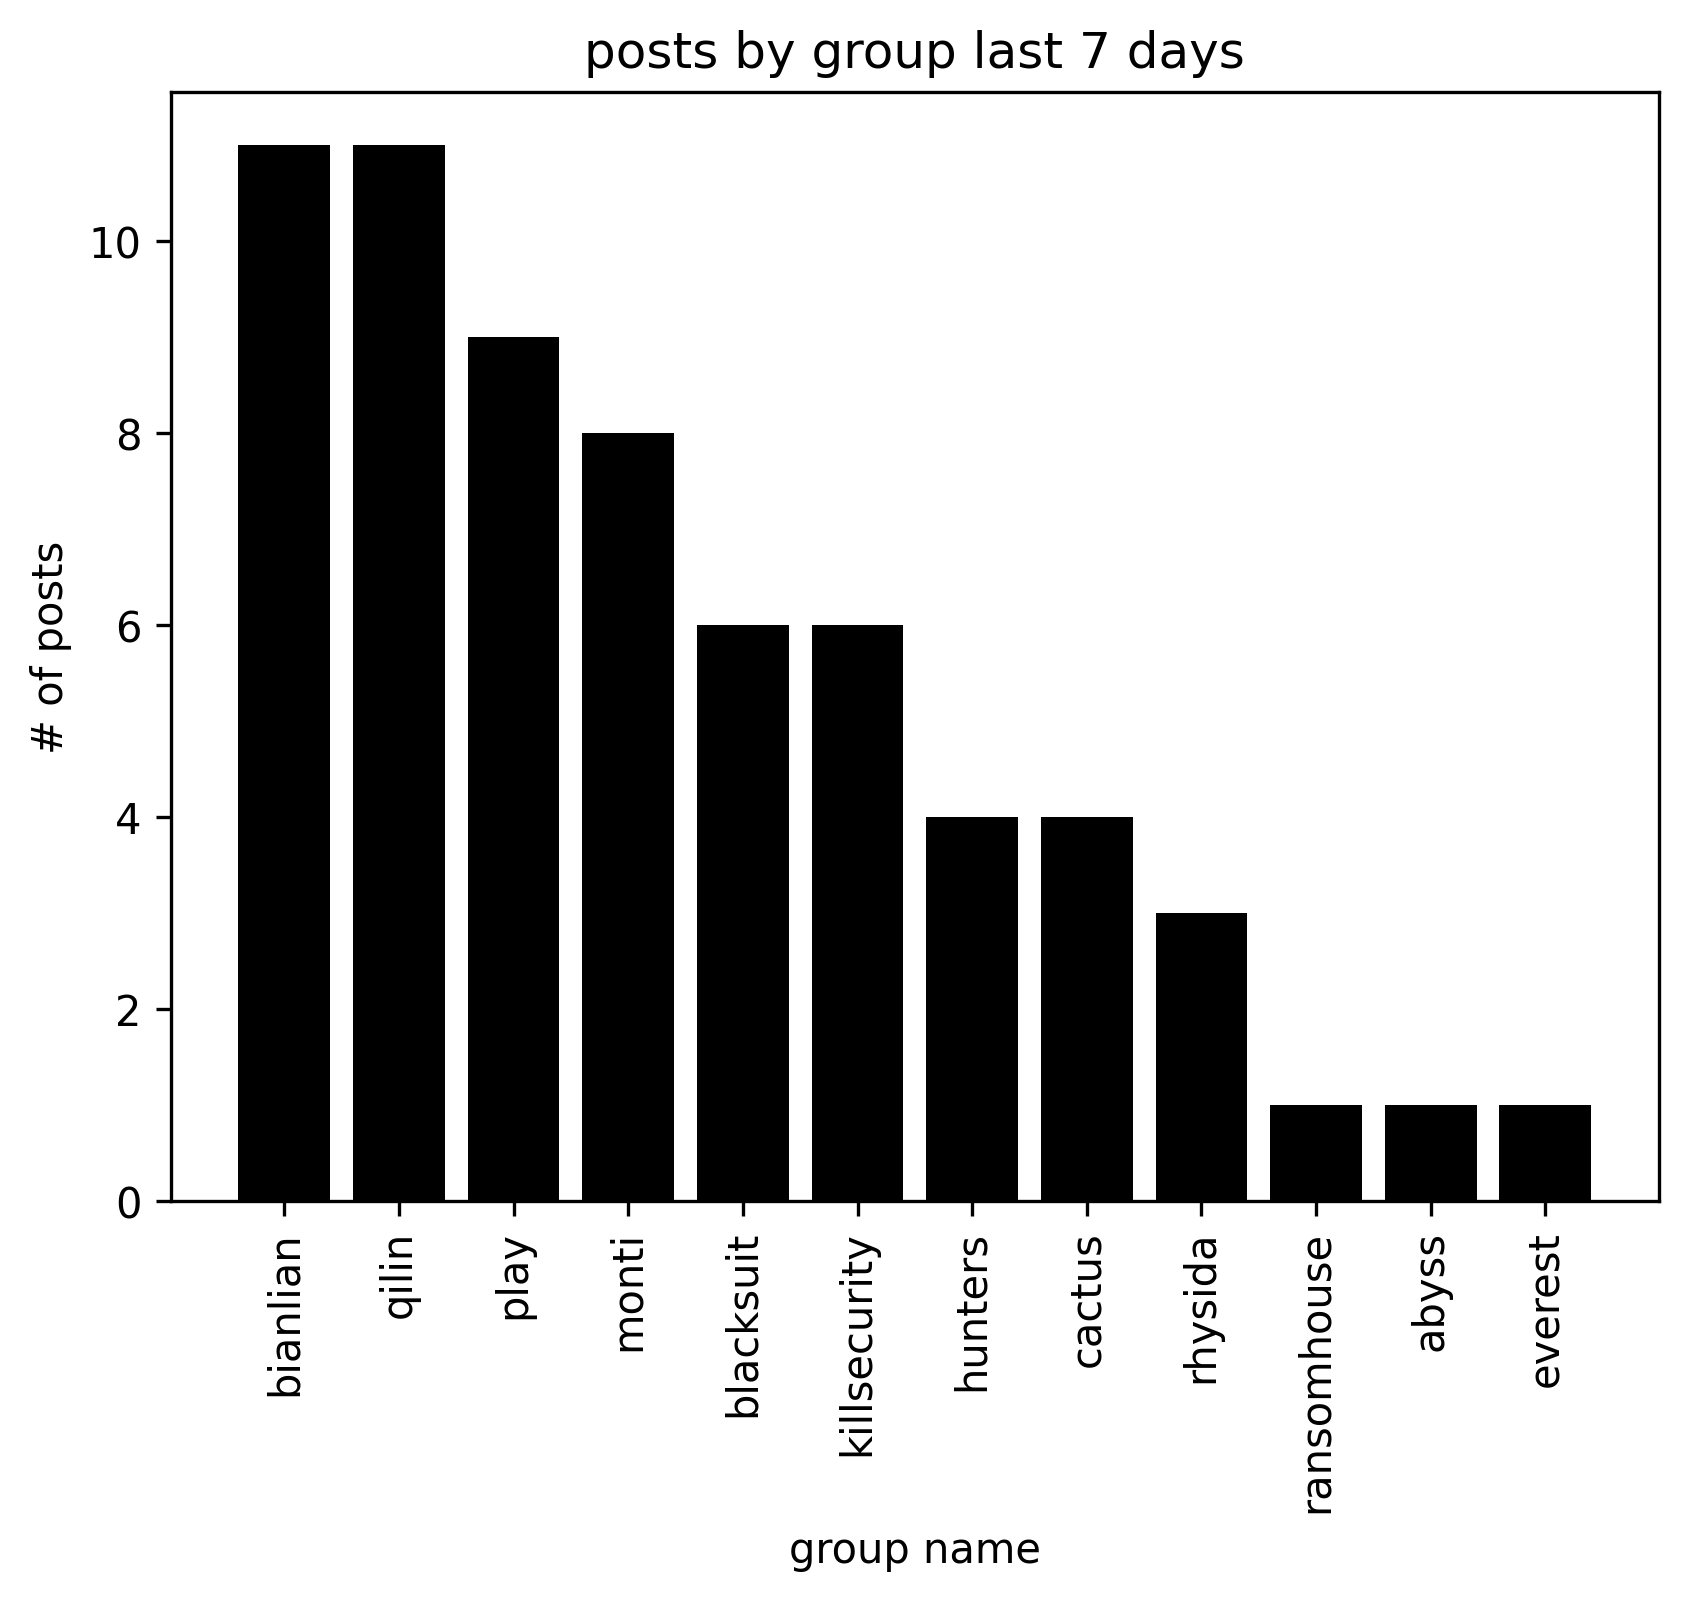 posts by group last 7 days
# of posts
10
8
6
4
2
0
bianlian
qilin
play
monti
blacksuit
killsecurity
hunters
cactus
rhysida
ransomhouse
abyss
everest
group name